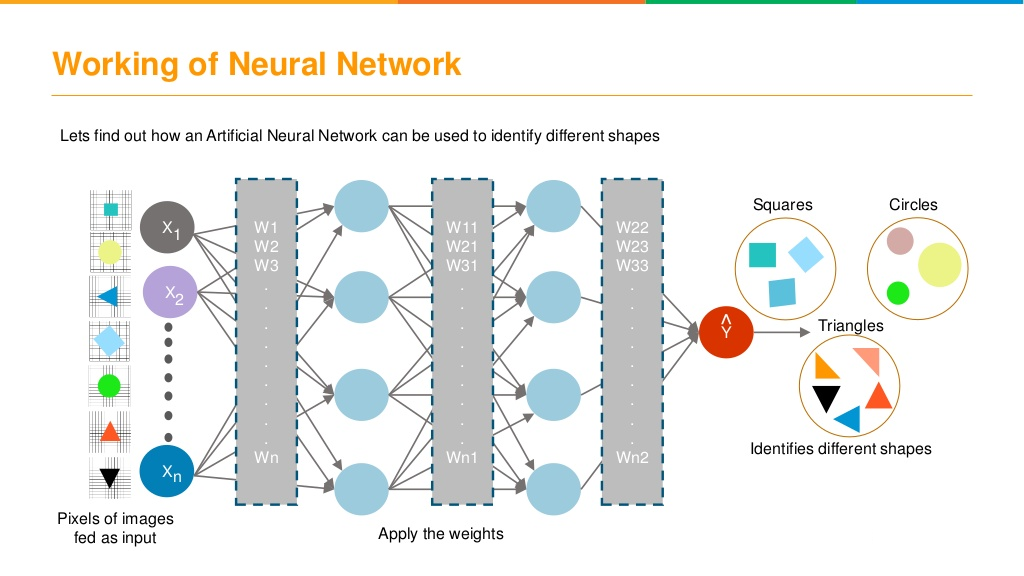 Working of Neural Network
Lets find out how an Artificial Neural Network can be used to identify different shapes
X1
X2
Xn
Pixels of images
fed as input
W1
W2
W3
.
.
.
.
.
.
.
.
Wn
W11
W21
W31
.
.
.
.
.
.
.
.
Wn1
Apply the weights
W22
W23
W33
.
.
.
.
.
.
.
.
Wn2
^
Y
Squares
Circles
Triangles
Identifies different shapes